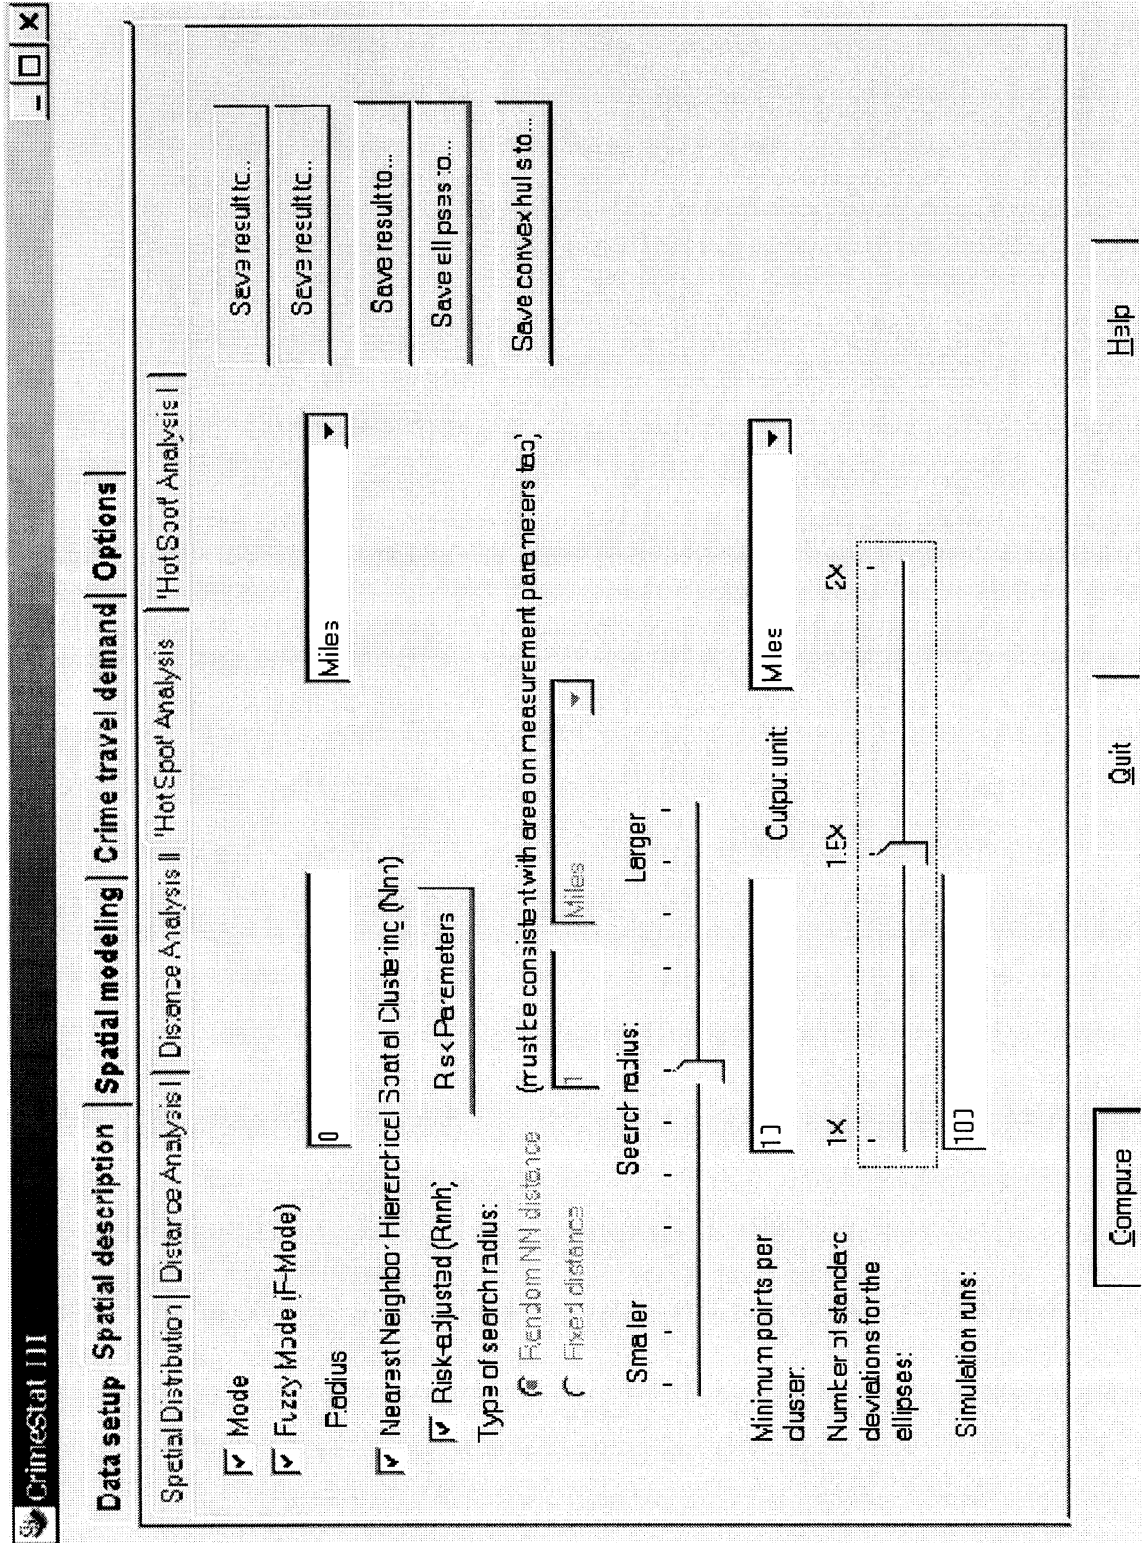 CrimeStat III
Data setup Spatial description Spatial modeling Crime travel demand Options
Spatial Distribution Distance Analysis I Distance Analysis II 'Hot Spot' Analysis 'Hot Spot' Analysis I
Mode Save result to...
Fuzzy Mode (F-Mode) Save result to...
Radius 0 Miles
Nearest Neighbor Hierarchical Spatial Clustering (Nnh) Save result to...
Risk-adjusted (Rnnh) Risk Parameters Save ellipses to...
Type of search radius: Save convex hulls to...
Random NN distance (must be consistent with area on measurement parameters tab)
Fixed distance 1 Miles
Search radius:
Smaller Larger
Minimum points per cluster: 10 Output unit: Miles
Number of standard 1X 1.5X 2X
deviations for the
ellipses:
Simulation runs: 100
Compute Quit Help